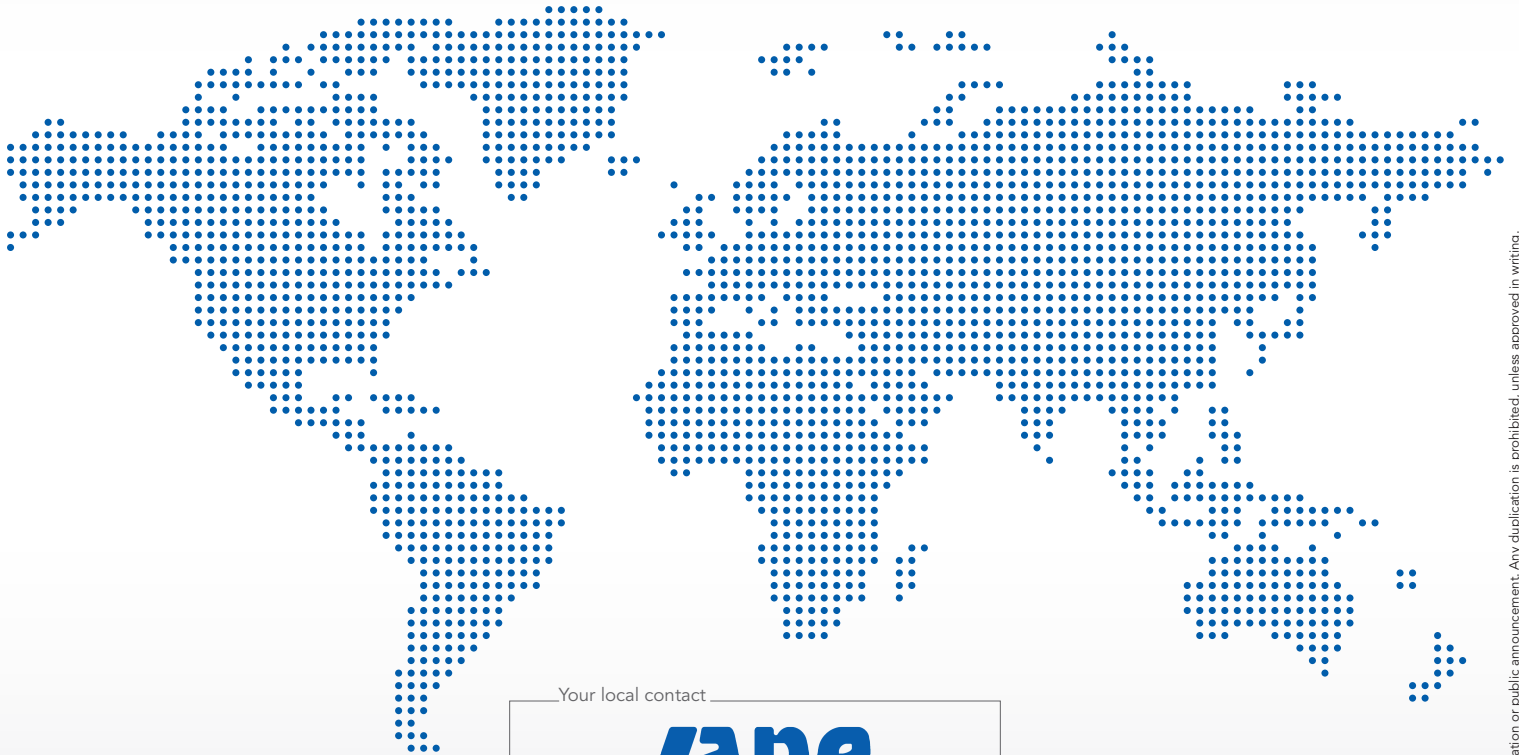 Your local contact
ation or public announcement. Any duplication is prohibited, unless approved in writing.